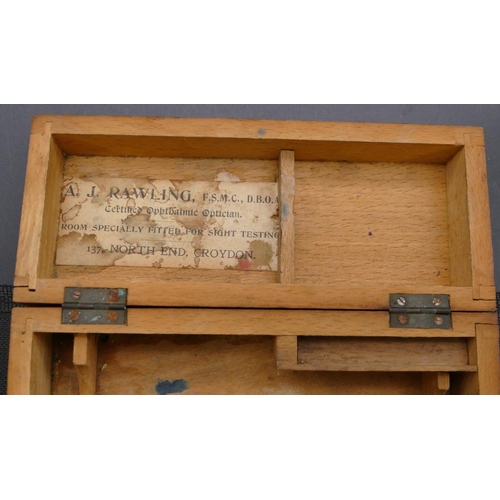 A. J. RAWLING, F.S.M.C., D.B.O.A
Certified Ophthalmic Optician.
ROOM SPECIALLY FITTED FOR SIGHT TESTING
137, NORTH END, CROYDON.